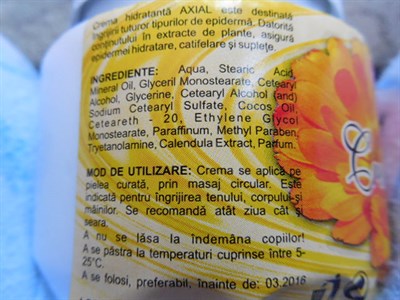 Crema hidratantă AXIAL este destinată
îngrijirii tuturor tipurilor de epidermă. Datorită
conținutului în extracte de plante, asigură
epidermei hidratare, catifelare și suplețe.
INGREDIENTE: Aqua, Stearic Acid,
Mineral Oil, Glyceril Monostearate, Cetearyl
Alcohol, Glycerine, Cetearyl Alcohol (and)
Sodium Cetearyl Sulfate, Cocos Oil,
Ceteareth - 20, Ethylene Glycol
Monostearate, Paraffinum, Methyl Paraben,
Tryetanolamine, Calendula Extract, Parfum.
MOD DE UTILIZARE: Crema se aplică pe
pielea curată, prin masaj circular. Este
indicată pentru îngrijirea tenului, corpului și
mâinilor. Se recomandă atât ziua cât și
seara.
A nu se lăsa la îndemâna copiilor!
A se păstra la temperaturi cuprinse între 5-
25°C.
A se folosi, preferabil, înainte de: 03.2016